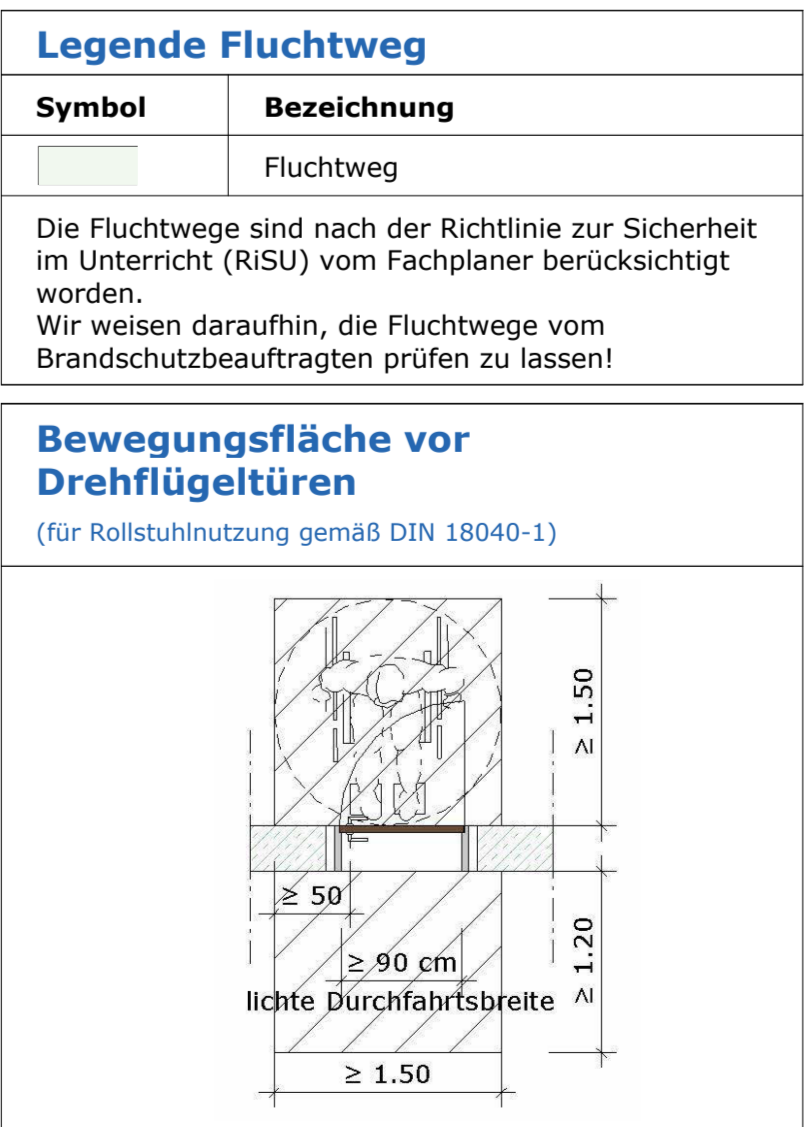 Legende Fluchtweg
Symbol Bezeichnung
Fluchtweg
Die Fluchtwege sind nach der Richtlinie zur Sicherheit
im Unterricht (RiSU) vom Fachplaner berücksichtigt
worden.
Wir weisen daraufhin, die Fluchtwege vom
Brandschutzbeauftragten prüfen zu lassen!
Bewegungsfläche vor
Drehflügeltüren
(für Rollstuhlnutzung gemäß DIN 18040-1)
≥ 1.50
≥ 50
≥ 90 cm
lichte Durchfahrtsbreite
≥ 1.20
≥ 1.50